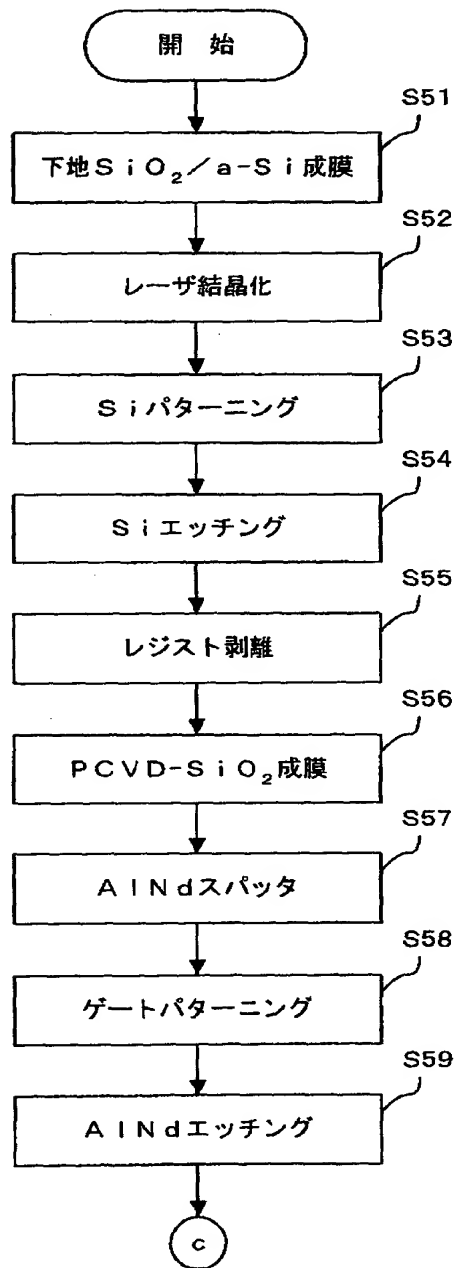 開 始
S51
下地SiO₂/a-Si成膜
S52
レーザ結晶化
S53
Siパターニング
S54
Siエッチング
S55
レジスト剥離
S56
PCVD-SiO₂成膜
S57
AlNdスパッタ
S58
ゲートパターニング
S59
AlNdエッチング
c